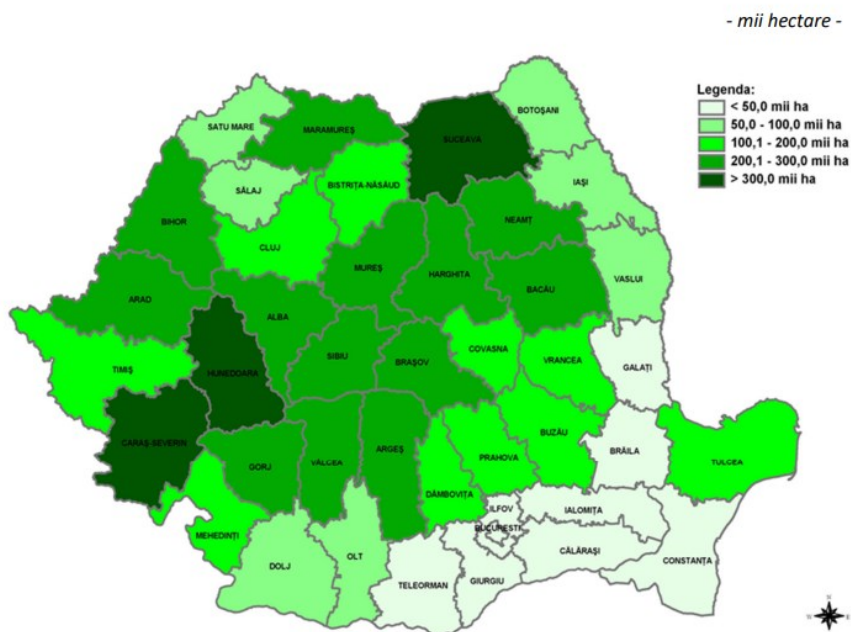 - mii hectare -
Legenda:
< 50,0 mii ha
50,0 - 100,0 mii ha
100,1 - 200,0 mii ha
200,1 - 300,0 mii ha
> 300,0 mii ha
BOTOȘANI
SATU MARE
MARAMUREȘ
SUCEAVA
SĂLAJ
BISTRIȚA-NĂSĂUD
IAȘI
BIHOR
NEAMȚ
CLUJ
MUREȘ
HARGHITA
VASLUI
BACĂU
ARAD
ALBA
SIBIU
BRAȘOV
COVASNA
VRANCEA
GALAȚI
TIMIȘ
HUNEDOARA
CARAȘ-SEVERIN
GORJ
VÂLCEA
ARGEȘ
BUZĂU
BRĂILA
PRAHOVA
TULCEA
DÂMBOVIȚA
ILFOV
IALOMIȚA
BUCUREȘTI
MEHEDINȚI
CĂLĂRAȘI
CONSTANȚA
DOLJ
OLT
TELEORMAN
GIURGIU